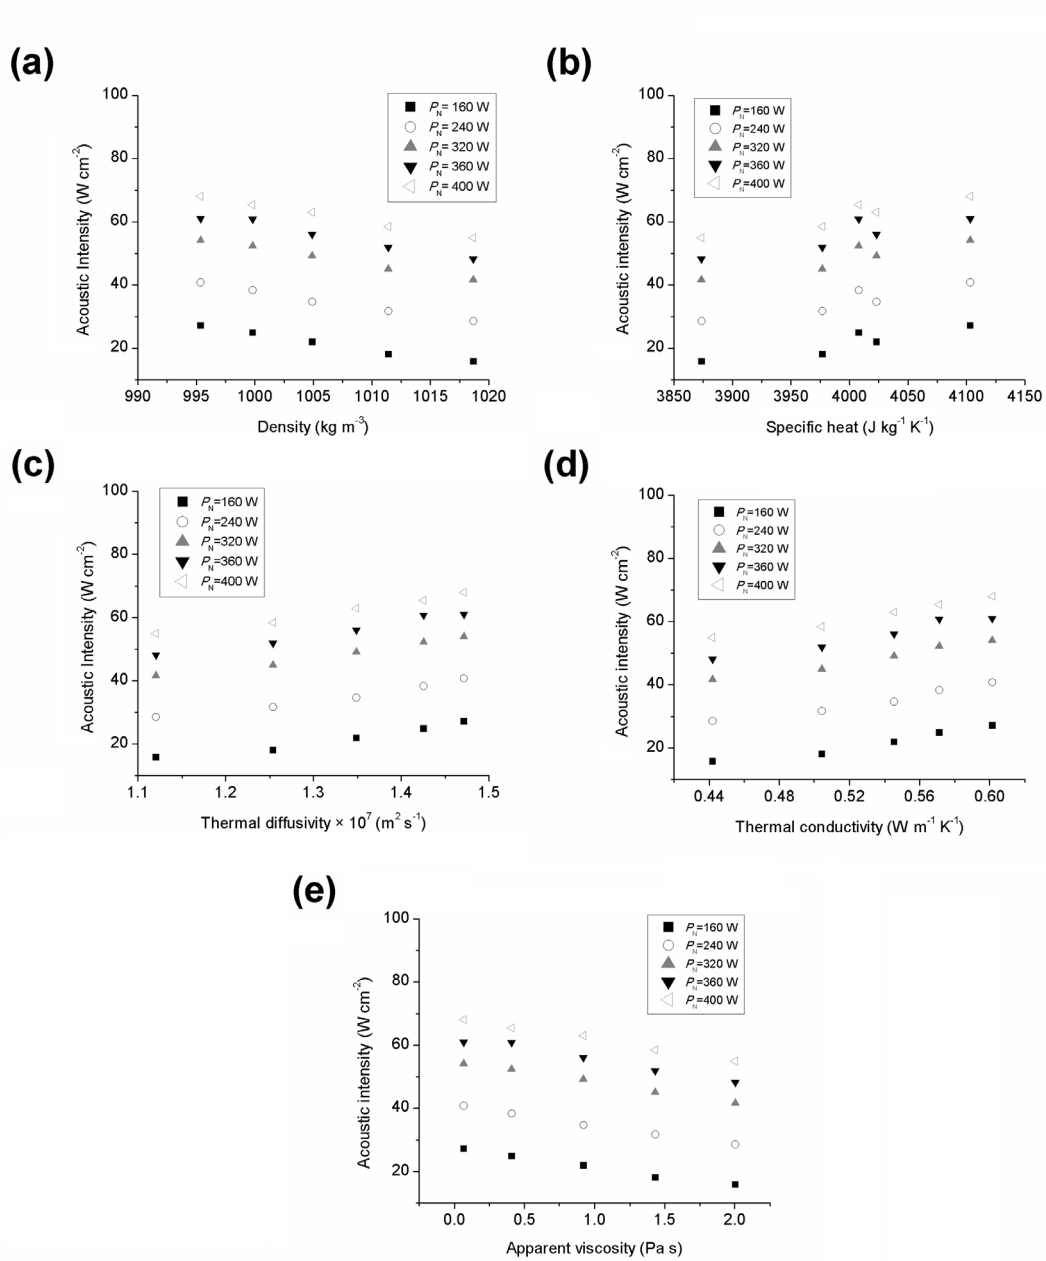 (a)
Acoustic Intensity (W cm-2)
100
80
60
40
20
990 995 1000 1005 1010 1015 1020
Density (kg m-3)
PN= 160 W
PN= 240 W
PN= 320 W
PN= 360 W
PN= 400 W
(b)
Acoustic intensity (W cm-2)
100
80
60
40
20
3850 3900 3950 4000 4050 4100 4150
Specific heat (J kg-1 K-1)
PN=160 W
PN=240 W
PN=320 W
PN=360 W
PN=400 W
(c)
Acoustic Intensity (W cm-2)
100
80
60
40
20
1.1 1.2 1.3 1.4 1.5
Thermal diffusivity × 107 (m2 s-1)
PN=160 W
PN=240 W
PN=320 W
PN=360 W
PN=400 W
(d)
Acoustic intensity (W cm-2)
100
80
60
40
20
0.44 0.48 0.52 0.56 0.60
Thermal conductivity (W m-1 K-1)
PN=160 W
PN=240 W
PN=320 W
PN=360 W
PN=400 W
(e)
Acoustic intensity (W cm-2)
100
80
60
40
20
0.0 0.5 1.0 1.5 2.0
Apparent viscosity (Pa s)
PN=160 W
PN=240 W
PN=320 W
PN=360 W
PN=400 W